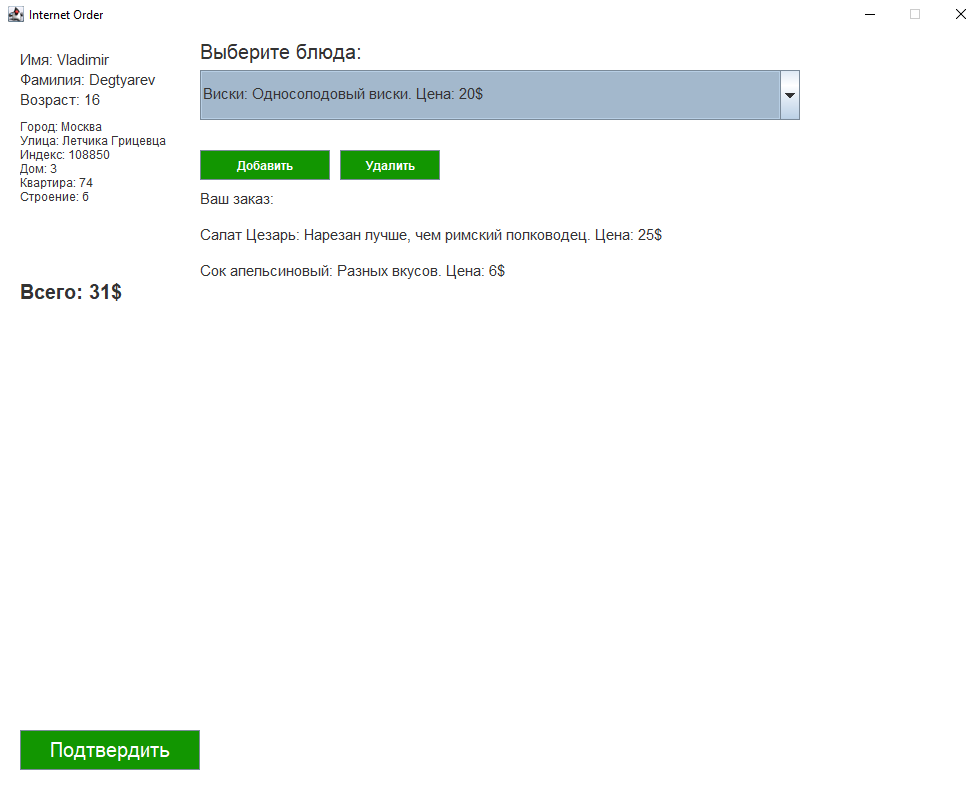 Internet Order
Имя: Vladimir
Фамилия: Degtyarev
Возраст: 16
Город: Москва
Улица: Летчика Грицевца
Индекс: 108850
Дом: 3
Квартира: 74
Строение: б
Всего: 31$
Выберите блюда:
Виски: Односолодовый виски. Цена: 20$
Добавить
Удалить
Ваш заказ:
Салат Цезарь: Нарезан лучше, чем римский полководец. Цена: 25$
Сок апельсиновый: Разных вкусов. Цена: 6$
Подтвердить